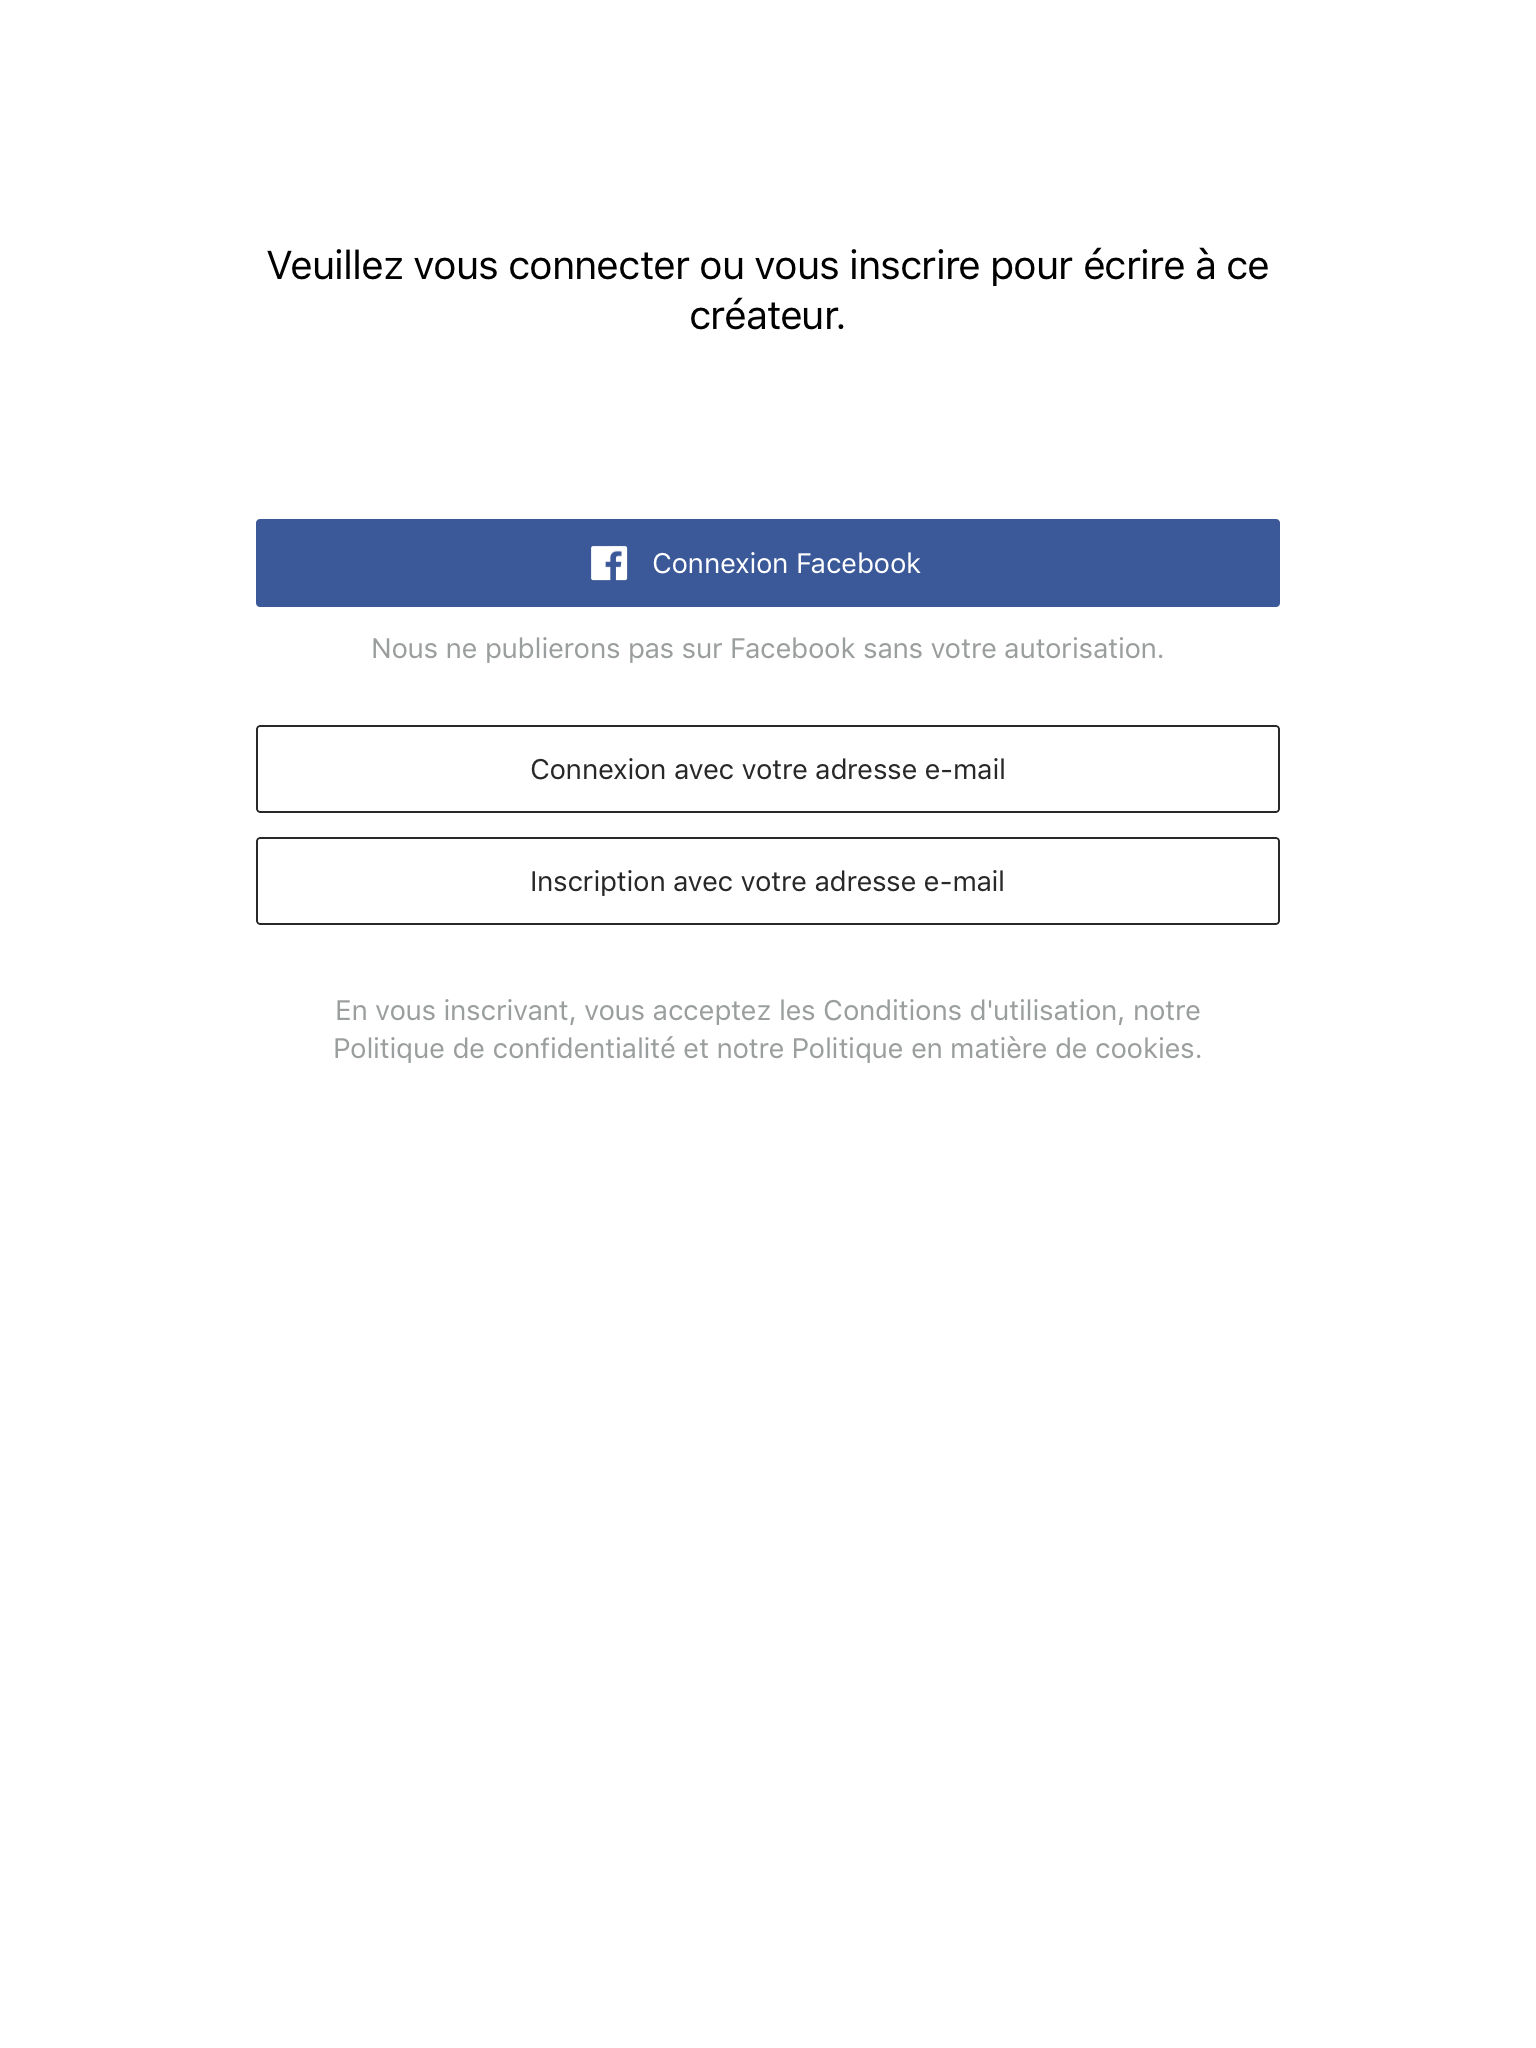 Veuillez vous connecter ou vous inscrire pour écrire à ce
créateur.
Connexion Facebook
Nous ne publierons pas sur Facebook sans votre autorisation.
Connexion avec votre adresse e-mail
Inscription avec votre adresse e-mail
En vous inscrivant, vous acceptez les Conditions d'utilisation, notre
Politique de confidentialité et notre Politique en matière de cookies.